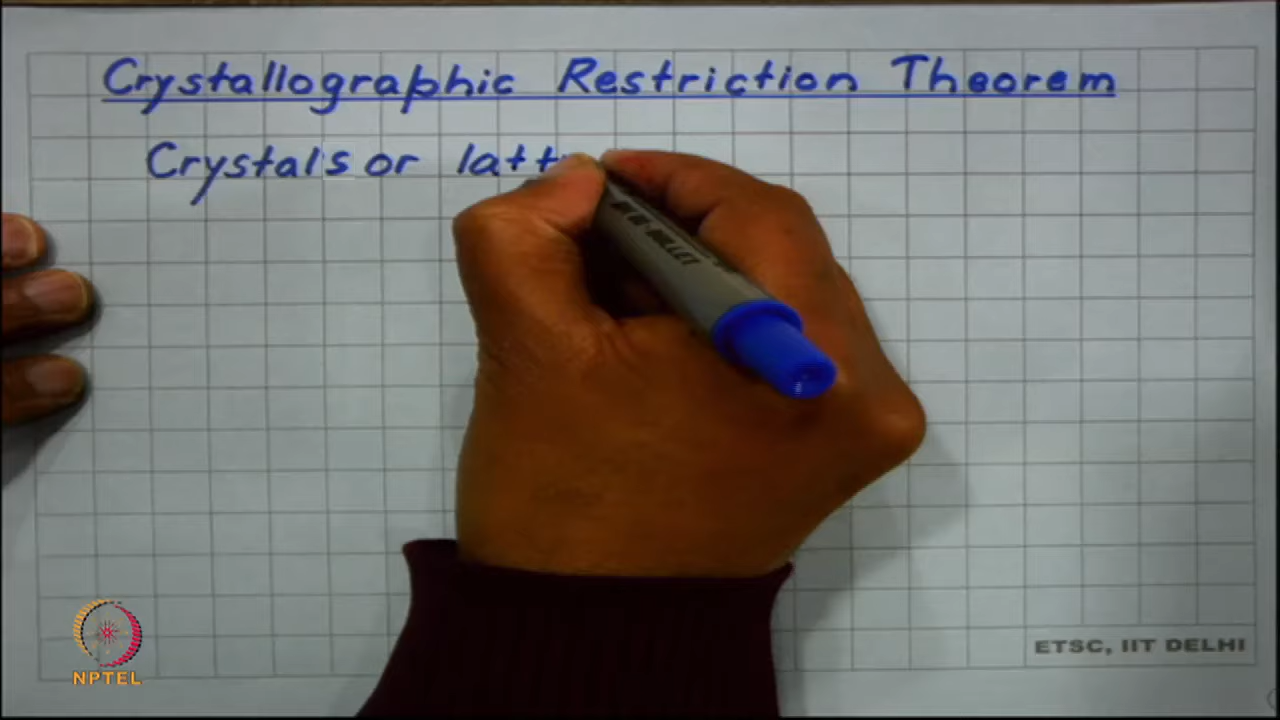 Crystallographic Restriction Theorem
Crystals or latt
ETSC, IIT DELHI
NPTEL